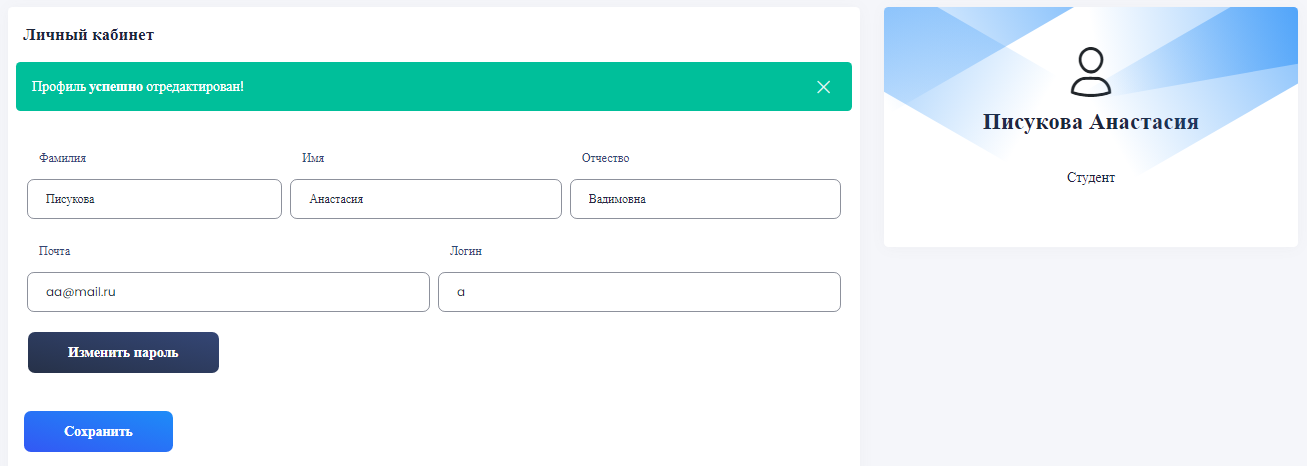 Личный кабинет
Профиль успешно отредактирован!
Фамилия Имя Отчество
Писукова Анастасия Вадимовна
Почта Логин
aa@mail.ru a
Изменить пароль
Сохранить
Писукова Анастасия
Студент